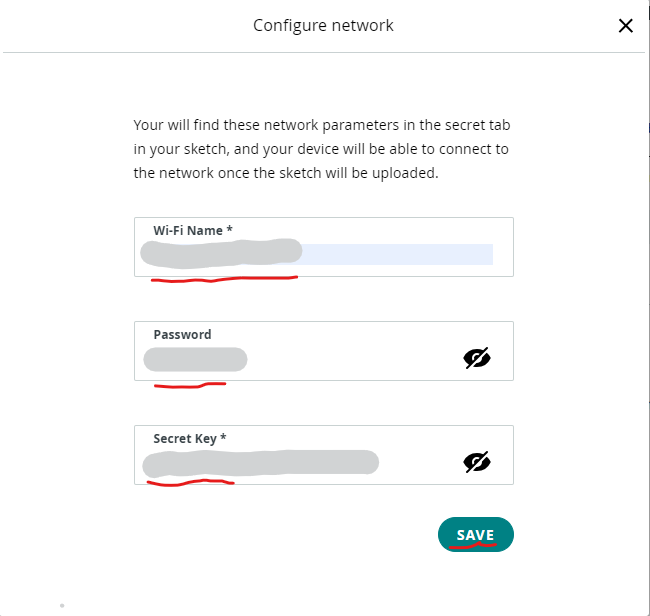 Configure network
Your will find these network parameters in the secret tab
in your sketch, and your device will be able to connect to
the network once the sketch will be uploaded.
Wi-Fi Name *
Password
Secret Key *
SAVE